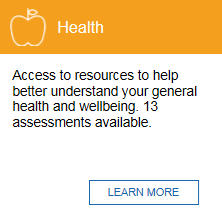 Health
Access to resources to help
better understand your general
health and wellbeing. 13
assessments available.
LEARN MORE